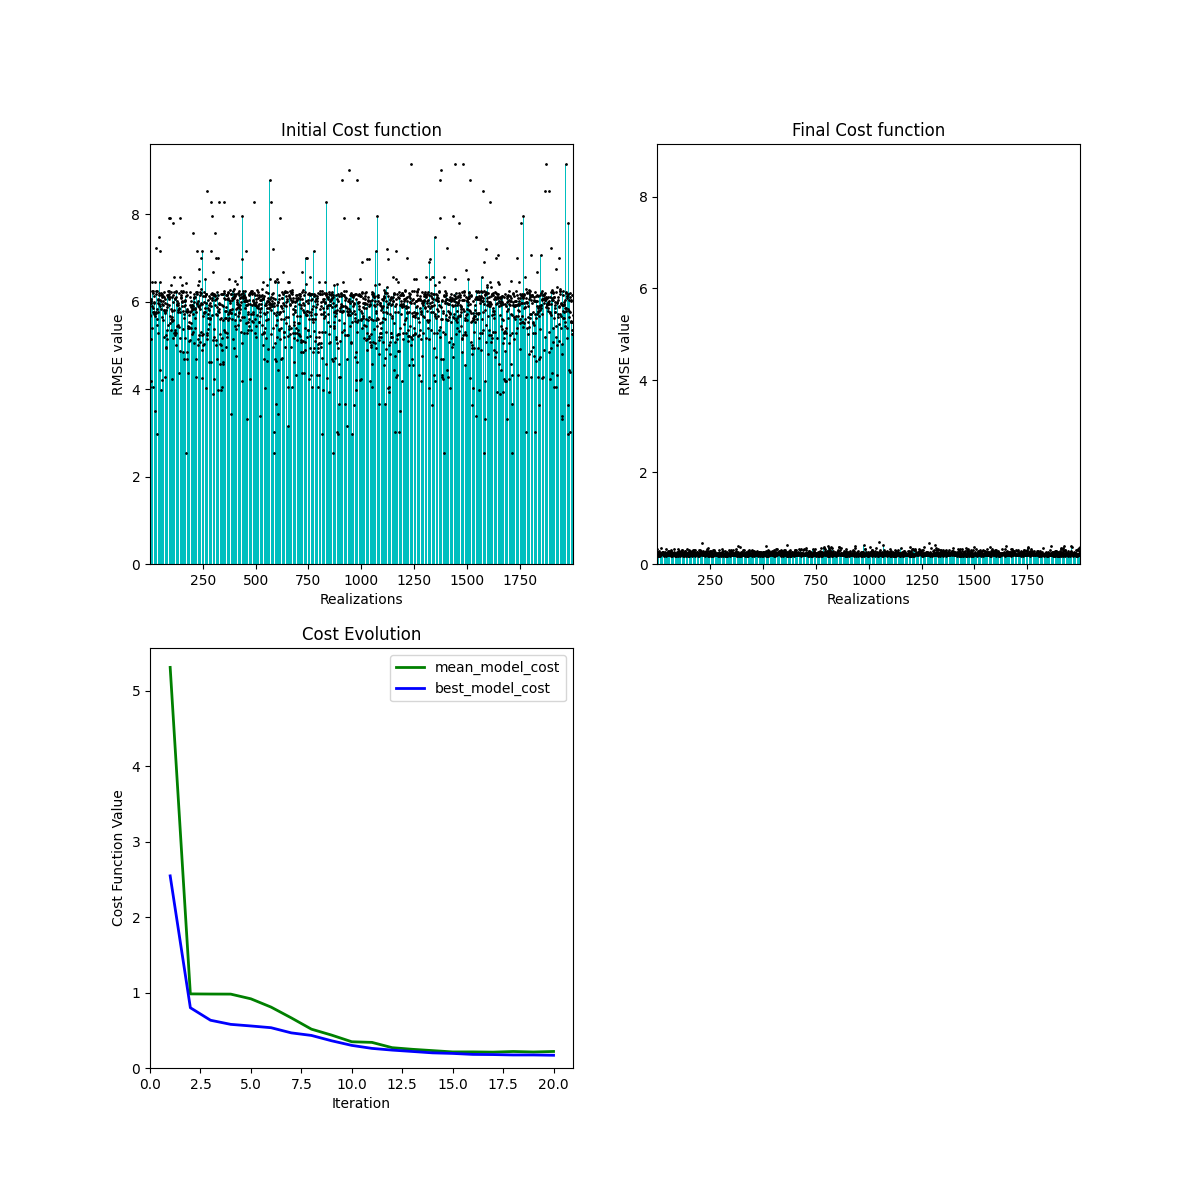 Initial Cost function
RMSE value
8
6
4
2
0
250 500 750 1000 1250 1500 1750
Realizations
Final Cost function
RMSE value
8
6
4
2
0
250 500 750 1000 1250 1500 1750
Realizations
Cost Evolution
mean_model_cost
best_model_cost
Cost Function Value
5
4
3
2
1
0
0.0 2.5 5.0 7.5 10.0 12.5 15.0 17.5 20.0
Iteration